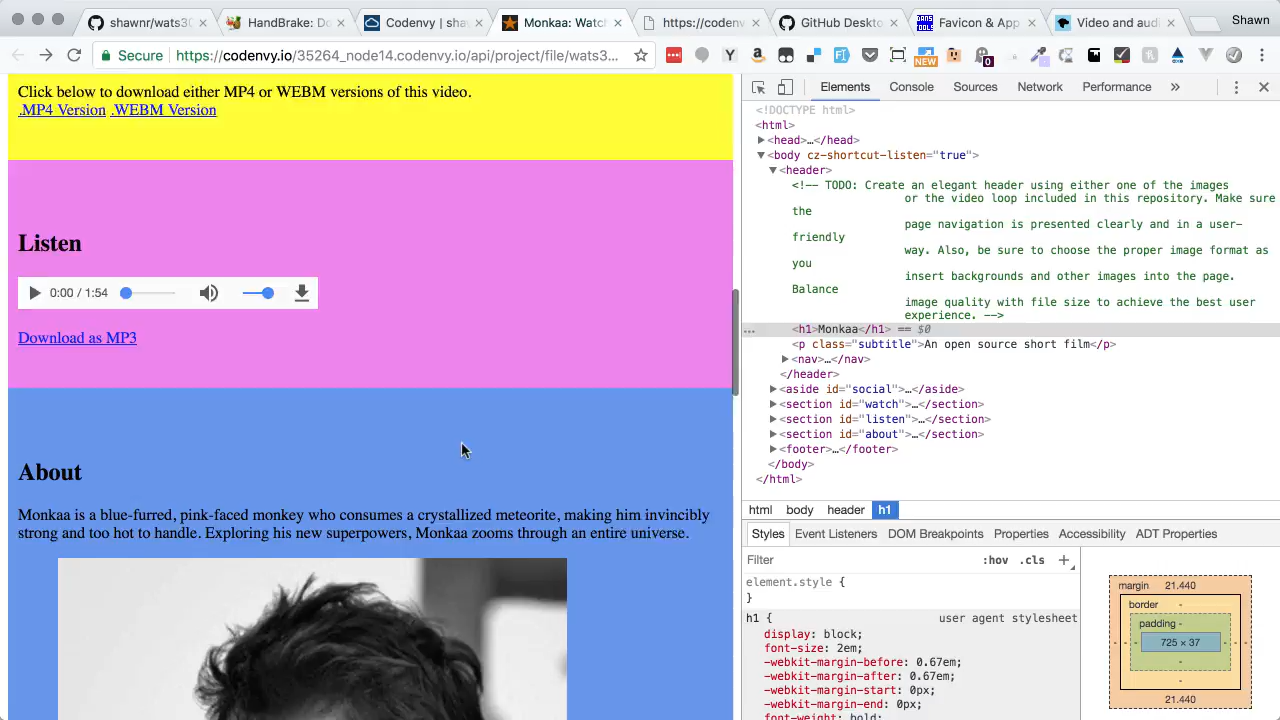 shawnr/wats30
HandBrake: Do
Codenvy | shaw
Monkaa: Watch
https://codenv
GitHub Deskto
Favicon & App
Video and audi
Shawn
Secure
https://codenvy.io/35264_node14.codenvy.io/api/project/file/wats3...
NEW
0
Click below to download either MP4 or WEBM versions of this video.
.MP4 Version .WEBM Version
Listen
0:00 / 1:54
Download as MP3
About
Monkaa is a blue-furred, pink-faced monkey who consumes a crystallized meteorite, making him invincibly
strong and too hot to handle. Exploring his new superpowers, Monkaa zooms through an entire universe.
Elements Console Sources Network Performance »
<!DOCTYPE html>
<html>
<head>…</head>
<body cz-shortcut-listen="true">
<header>
<!-- TODO: Create an elegant header using either one of the images
or the video loop included in this repository. Make sure
the
page navigation is presented clearly and in a user-
friendly
way. Also, be sure to choose the proper image format as
you
insert backgrounds and other images into the page.
Balance
image quality with file size to achieve the best user
experience. -->
… <h1>Monkaa</h1> == $0
<p class="subtitle">An open source short film</p>
<nav>…</nav>
</header>
<aside id="social">…</aside>
<section id="watch">…</section>
<section id="listen">…</section>
<section id="about">…</section>
<footer>…</footer>
</body>
</html>
html body header h1
Styles Event Listeners DOM Breakpoints Properties Accessibility ADT Properties
Filter :hov .cls +
element.style {
}
h1 { user agent stylesheet
display: block;
font-size: 2em;
-webkit-margin-before: 0.67em;
-webkit-margin-after: 0.67em;
-webkit-margin-start: 0px;
-webkit-margin-end: 0px;
font-weight: bold;
margin 21.440
border -
padding -
- - - 725 × 37 - - -
-
-
21.440